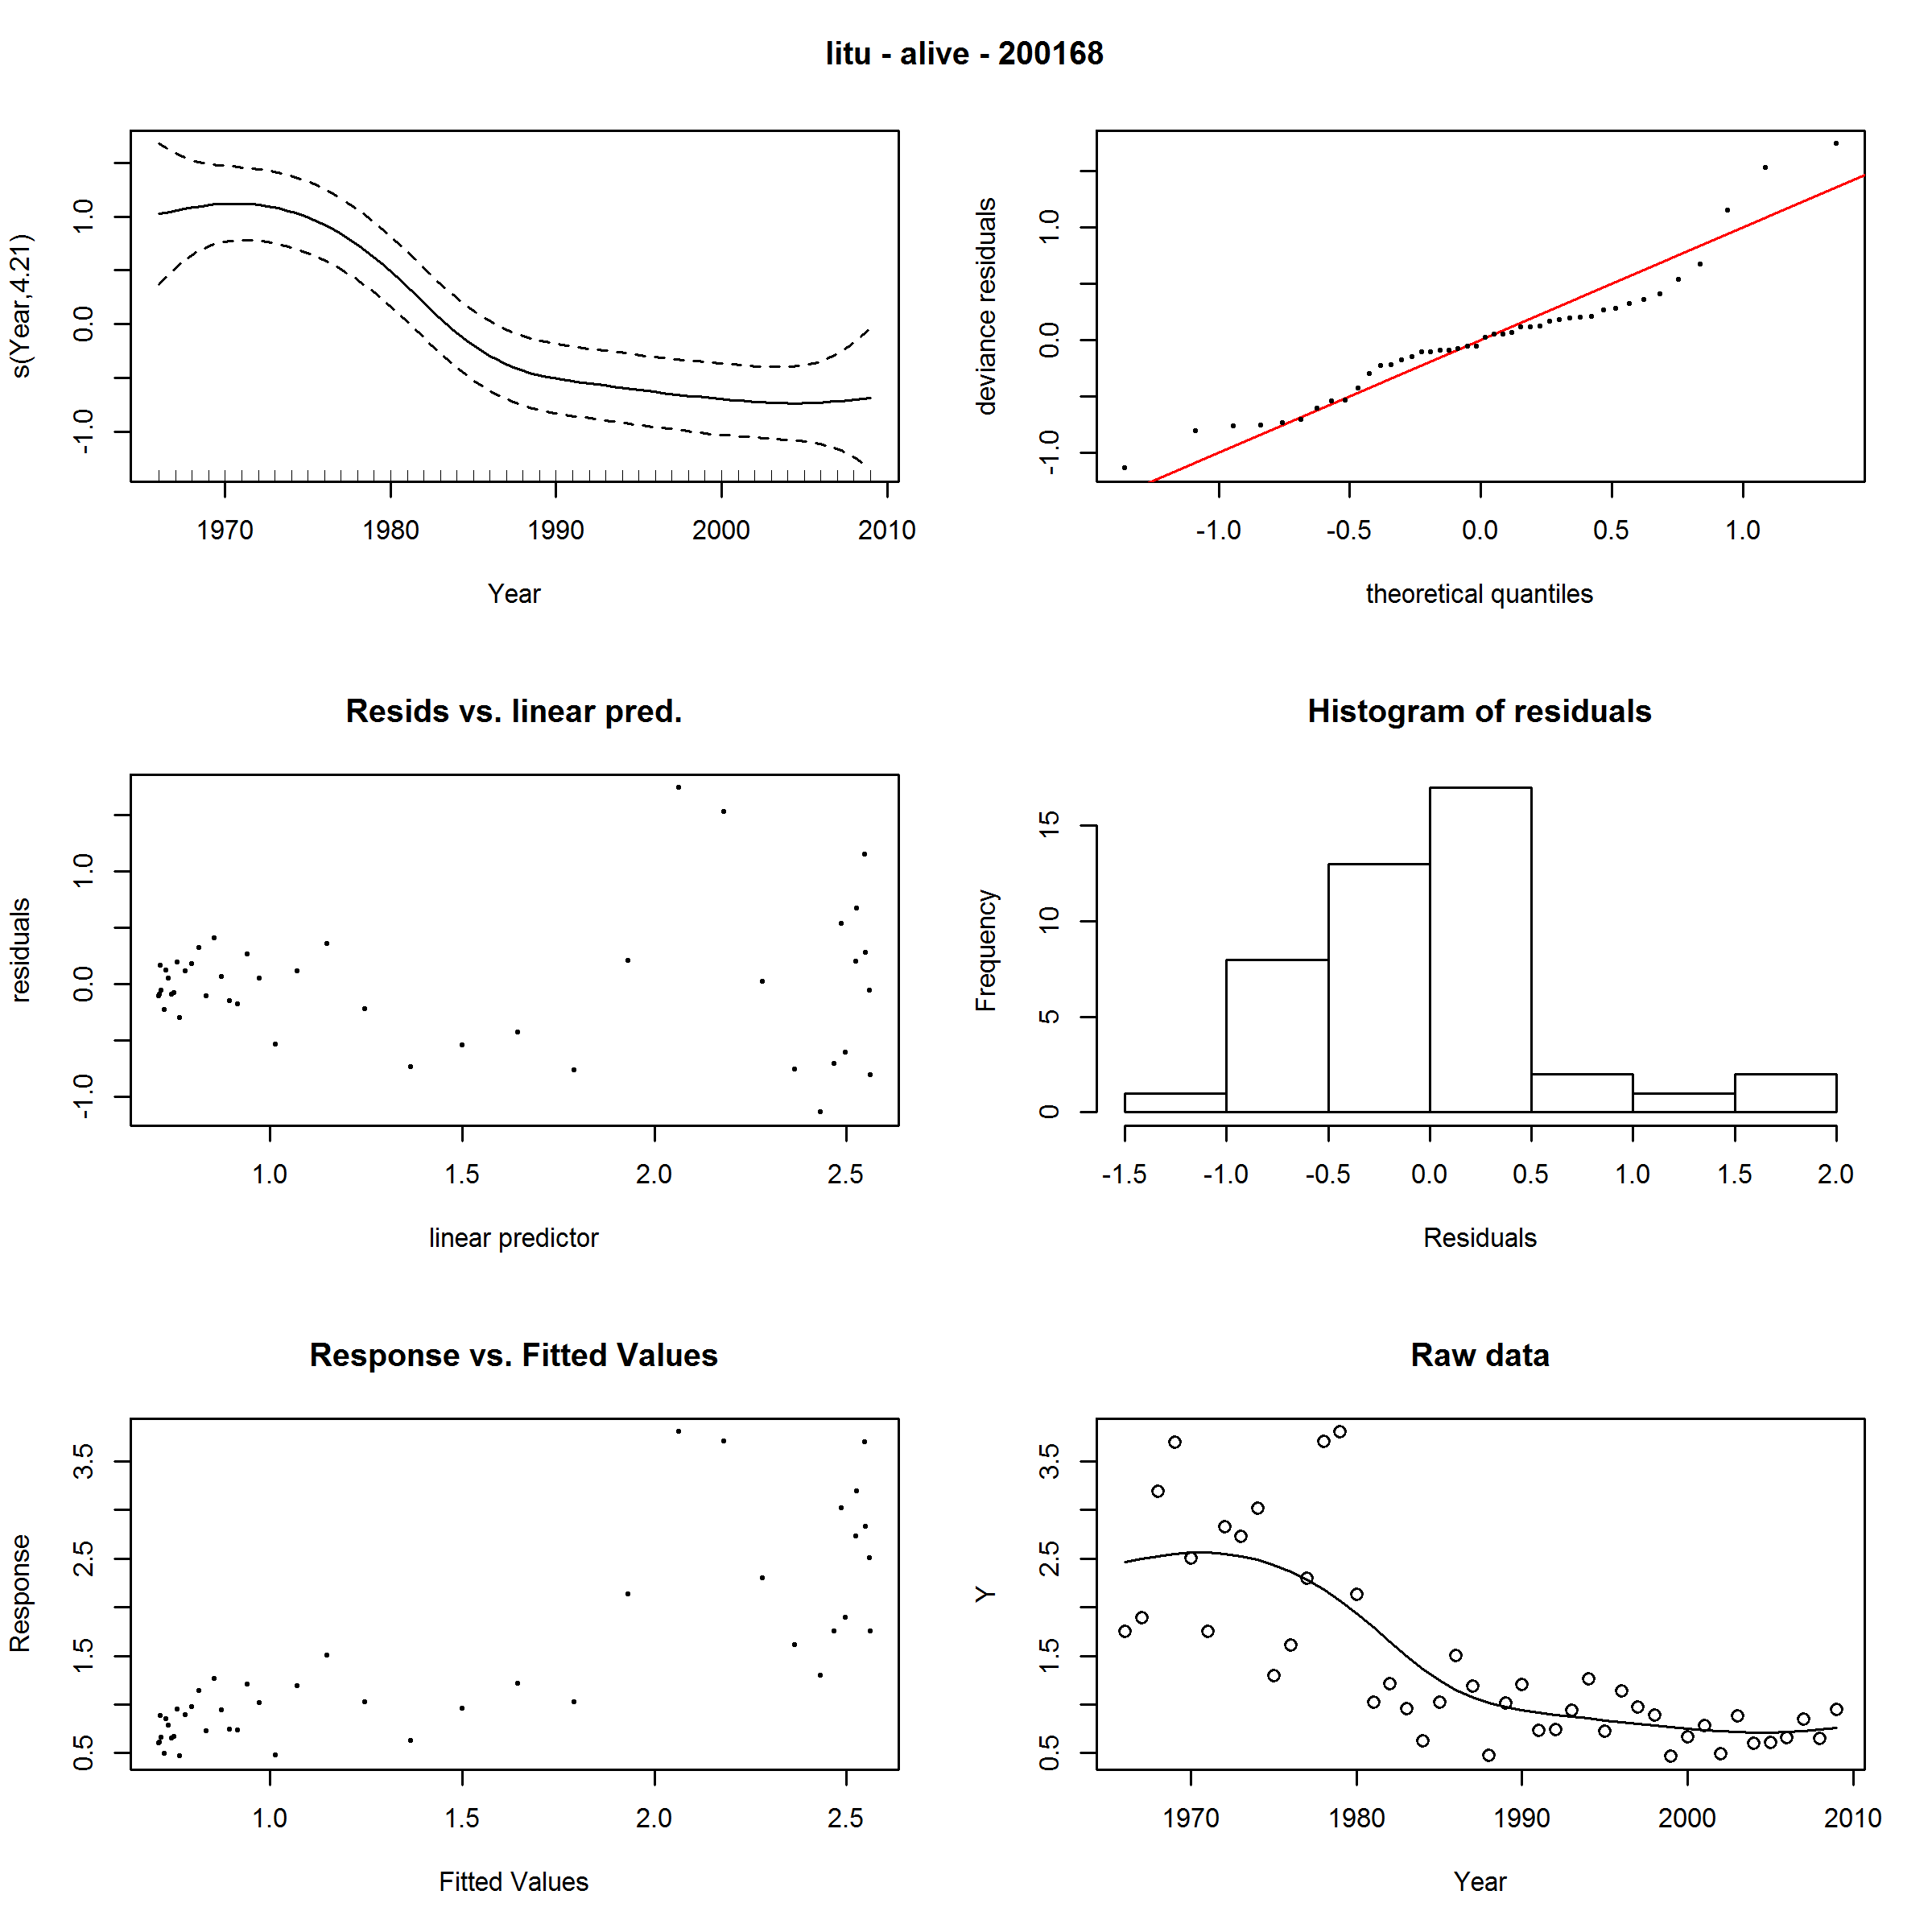 litu - alive - 200168
s(Year,4.21)
-1.0 0.0 1.0
1970 1980 1990 2000 2010
Year
deviance residuals
-1.0 0.0 1.0
-1.0 -0.5 0.0 0.5 1.0
theoretical quantiles
Resids vs. linear pred.
residuals
-1.0 0.0 1.0
1.0 1.5 2.0 2.5
linear predictor
Histogram of residuals
Frequency
0 5 10 15
-1.5 -1.0 -0.5 0.0 0.5 1.0 1.5 2.0
Residuals
Response vs. Fitted Values
Response
0.5 1.5 2.5 3.5
1.0 1.5 2.0 2.5
Fitted Values
Raw data
Y
0.5 1.5 2.5 3.5
1970 1980 1990 2000 2010
Year